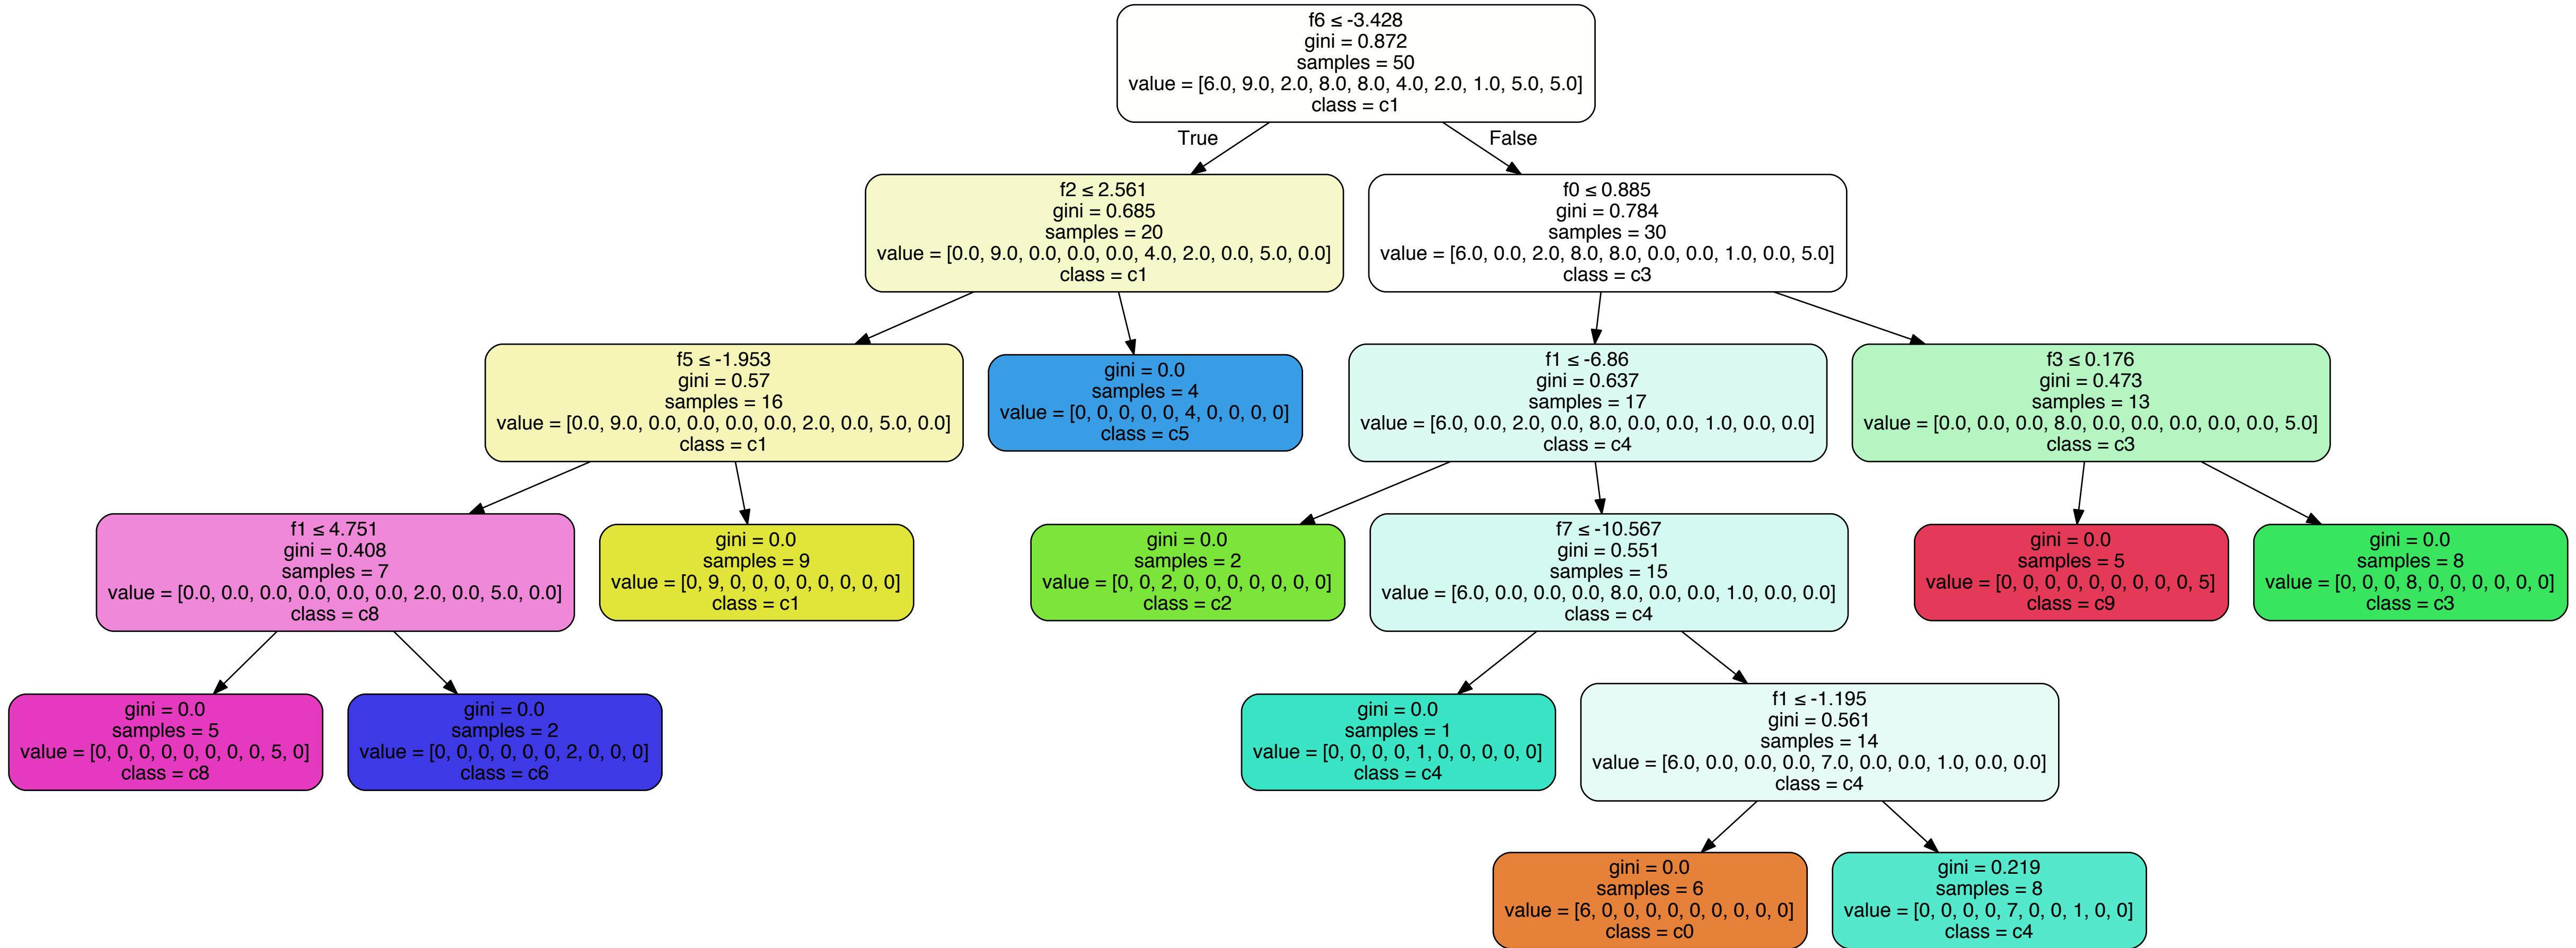 f6 ≤ -3.428
gini = 0.872
samples = 50
value = [6.0, 9.0, 2.0, 8.0, 8.0, 4.0, 2.0, 1.0, 5.0, 5.0]
class = c1
True
False
f2 ≤ 2.561
gini = 0.685
samples = 20
value = [0.0, 9.0, 0.0, 0.0, 0.0, 4.0, 2.0, 0.0, 5.0, 0.0]
class = c1
f0 ≤ 0.885
gini = 0.784
samples = 30
value = [6.0, 0.0, 2.0, 8.0, 8.0, 0.0, 0.0, 1.0, 0.0, 5.0]
class = c3
f5 ≤ -1.953
gini = 0.57
samples = 16
value = [0.0, 9.0, 0.0, 0.0, 0.0, 0.0, 2.0, 0.0, 5.0, 0.0]
class = c1
gini = 0.0
samples = 4
value = [0, 0, 0, 0, 0, 4, 0, 0, 0, 0]
class = c5
f1 ≤ -6.86
gini = 0.637
samples = 17
value = [6.0, 0.0, 2.0, 0.0, 8.0, 0.0, 0.0, 1.0, 0.0, 0.0]
class = c4
f3 ≤ 0.176
gini = 0.473
samples = 13
value = [0.0, 0.0, 0.0, 8.0, 0.0, 0.0, 0.0, 0.0, 0.0, 5.0]
class = c3
f1 ≤ 4.751
gini = 0.408
samples = 7
value = [0.0, 0.0, 0.0, 0.0, 0.0, 0.0, 2.0, 0.0, 5.0, 0.0]
class = c8
gini = 0.0
samples = 9
value = [0, 9, 0, 0, 0, 0, 0, 0, 0, 0]
class = c1
gini = 0.0
samples = 2
value = [0, 0, 2, 0, 0, 0, 0, 0, 0, 0]
class = c2
f7 ≤ -10.567
gini = 0.551
samples = 15
value = [6.0, 0.0, 0.0, 0.0, 8.0, 0.0, 0.0, 1.0, 0.0, 0.0]
class = c4
gini = 0.0
samples = 5
value = [0, 0, 0, 0, 0, 0, 0, 0, 0, 5]
class = c9
gini = 0.0
samples = 8
value = [0, 0, 0, 8, 0, 0, 0, 0, 0, 0]
class = c3
gini = 0.0
samples = 5
value = [0, 0, 0, 0, 0, 0, 0, 0, 5, 0]
class = c8
gini = 0.0
samples = 2
value = [0, 0, 0, 0, 0, 0, 2, 0, 0, 0]
class = c6
gini = 0.0
samples = 1
value = [0, 0, 0, 0, 1, 0, 0, 0, 0, 0]
class = c4
f1 ≤ -1.195
gini = 0.561
samples = 14
value = [6.0, 0.0, 0.0, 0.0, 7.0, 0.0, 0.0, 1.0, 0.0, 0.0]
class = c4
gini = 0.0
samples = 6
value = [6, 0, 0, 0, 0, 0, 0, 0, 0, 0]
class = c0
gini = 0.219
samples = 8
value = [0, 0, 0, 0, 7, 0, 0, 1, 0, 0]
class = c4